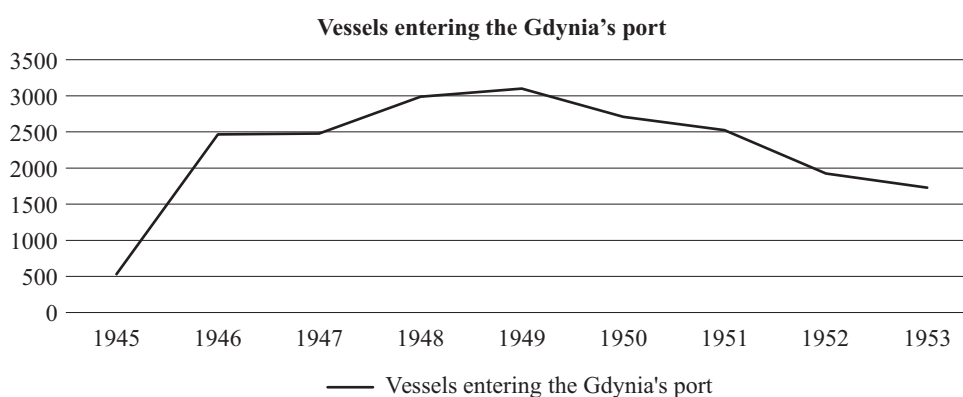 Vessels entering the Gdynia’s port
3500
3000
2500
2000
1500
1000
500
0
1945 1946 1947 1948 1949 1950 1951 1952 1953
Vessels entering the Gdynia's port